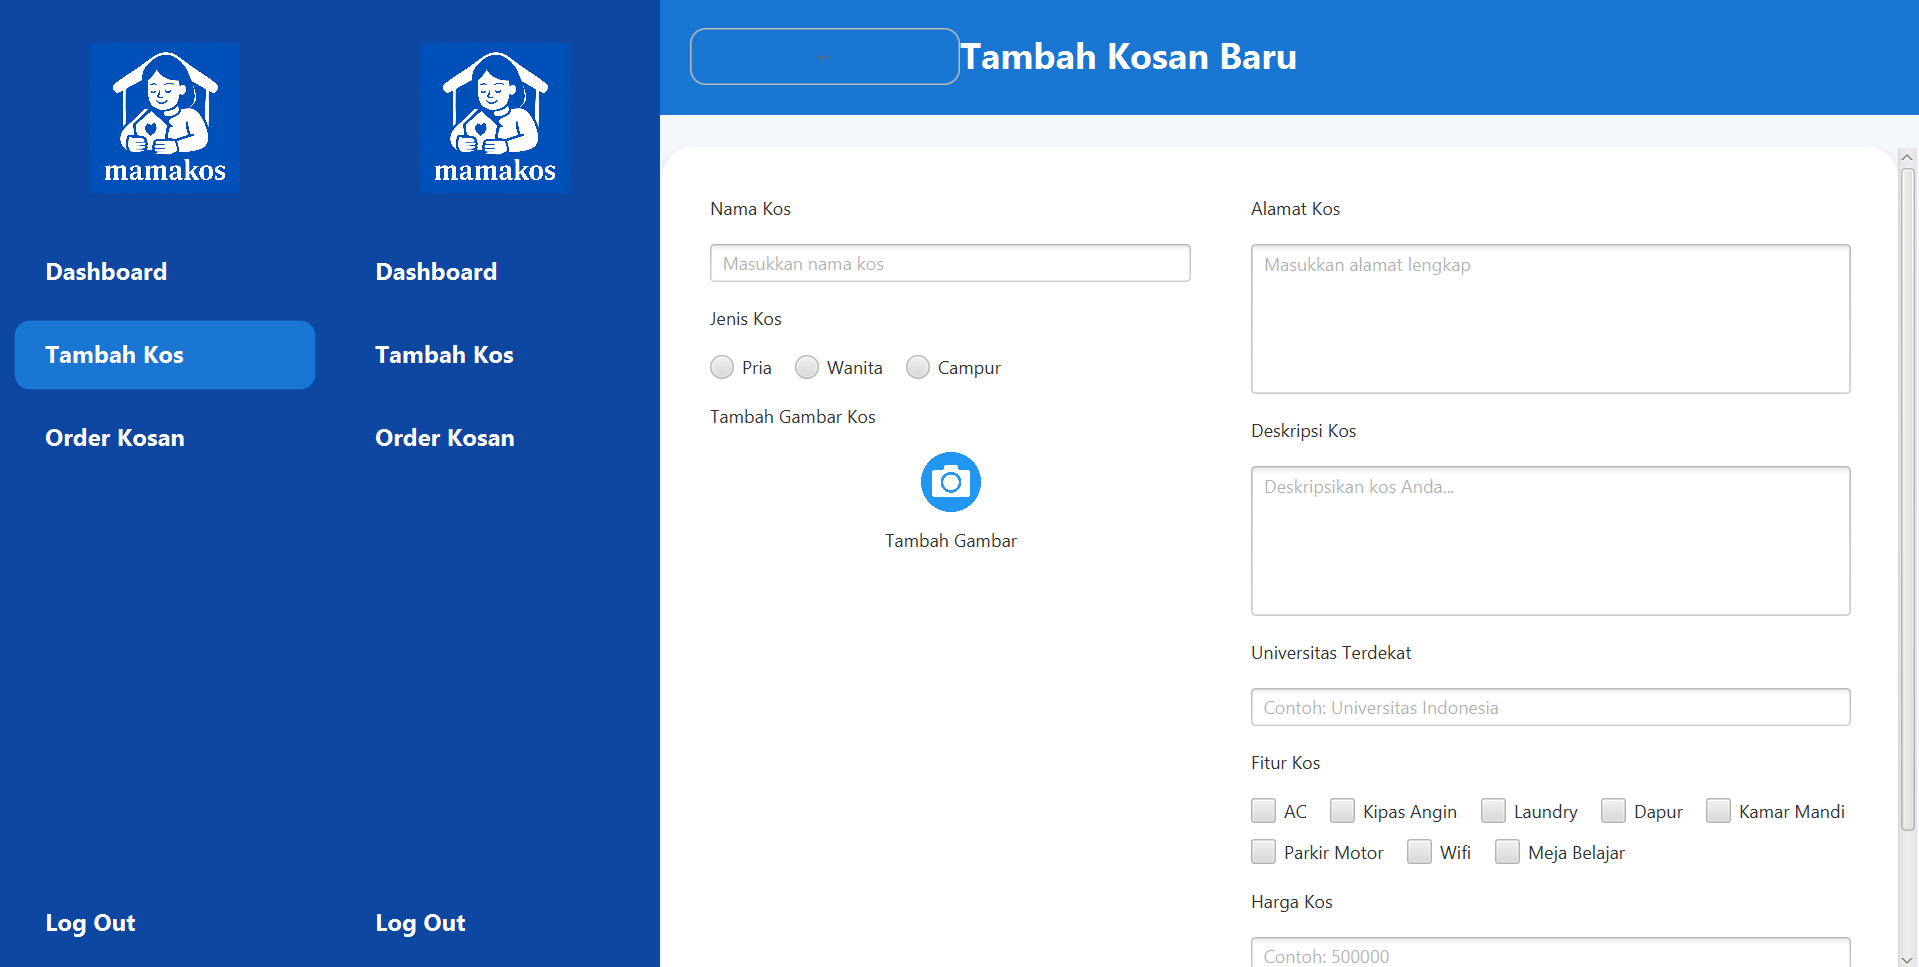 mamakos
Dashboard
Tambah Kos
Order Kosan
Log Out
mamakos
Dashboard
Tambah Kos
Order Kosan
Log Out
Tambah Kosan Baru
Nama Kos
Masukkan nama kos
Jenis Kos
Pria Wanita Campur
Tambah Gambar Kos
Tambah Gambar
Alamat Kos
Masukkan alamat lengkap
Deskripsi Kos
Deskripsikan kos Anda...
Universitas Terdekat
Contoh: Universitas Indonesia
Fitur Kos
AC Kipas Angin Laundry Dapur Kamar Mandi
Parkir Motor Wifi Meja Belajar
Harga Kos
Contoh: 500000